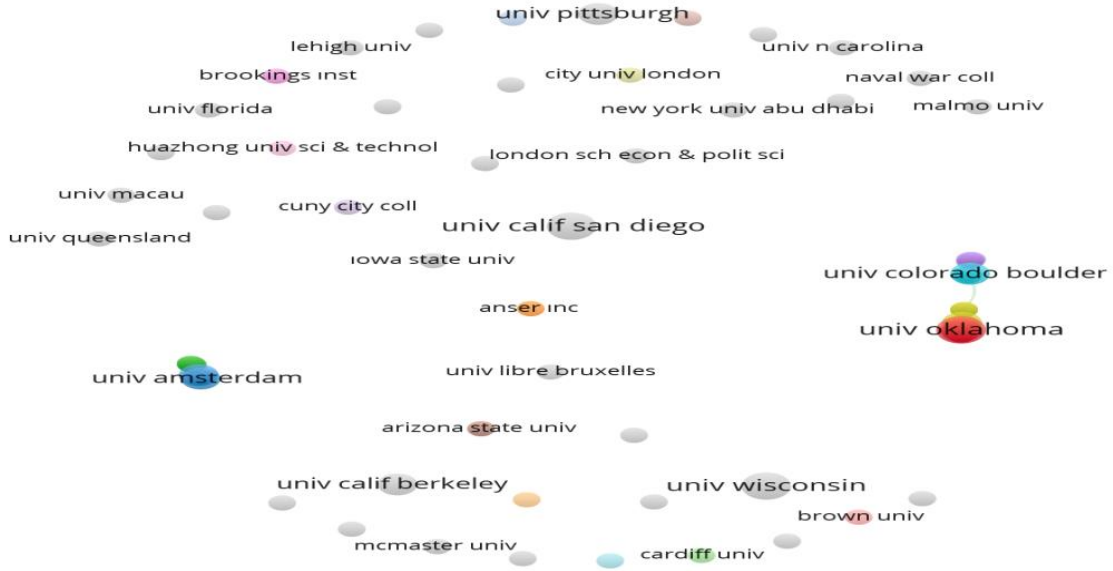 univ pittsburgh
lehigh univ
univ n carolina
brookings ınst
city univ london
naval war coll
univ florida
new york univ abu dhabi
malmo univ
huazhong univ sci & technol
london sch econ & polit sci
univ macau
cuny city coll
univ calif san diego
univ queensland
ıowa state univ
univ colorado boulder
anser ınc
univ oklahoma
univ libre bruxelles
univ amsterdam
arizona state univ
univ calif berkeley
univ wisconsin
brown univ
mcmaster univ
cardiff univ